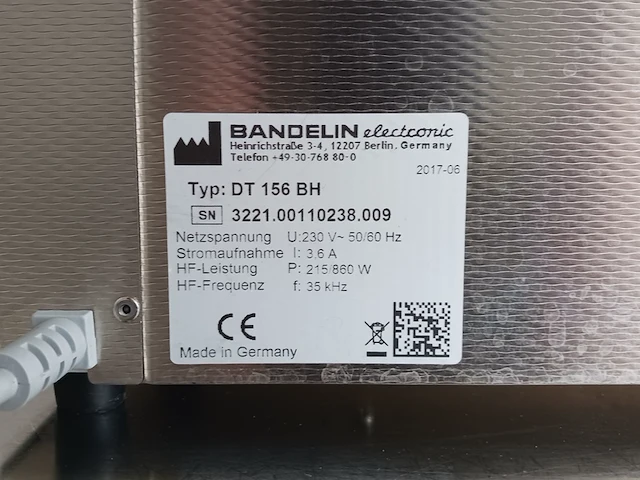 BANDELIN electronic
Heinrichstraße 3-4, 12207 Berlin, Germany
Telefon +49-30-768 80-0
2017-06
Typ: DT 156 BH
SN 3221.00110238.009
Netzspannung U:230 V~ 50/60 Hz
Stromaufnahme I: 3,6 A
HF-Leistung P: 215/860 W
HF-Frequenz f: 35 kHz
CE
Made in Germany